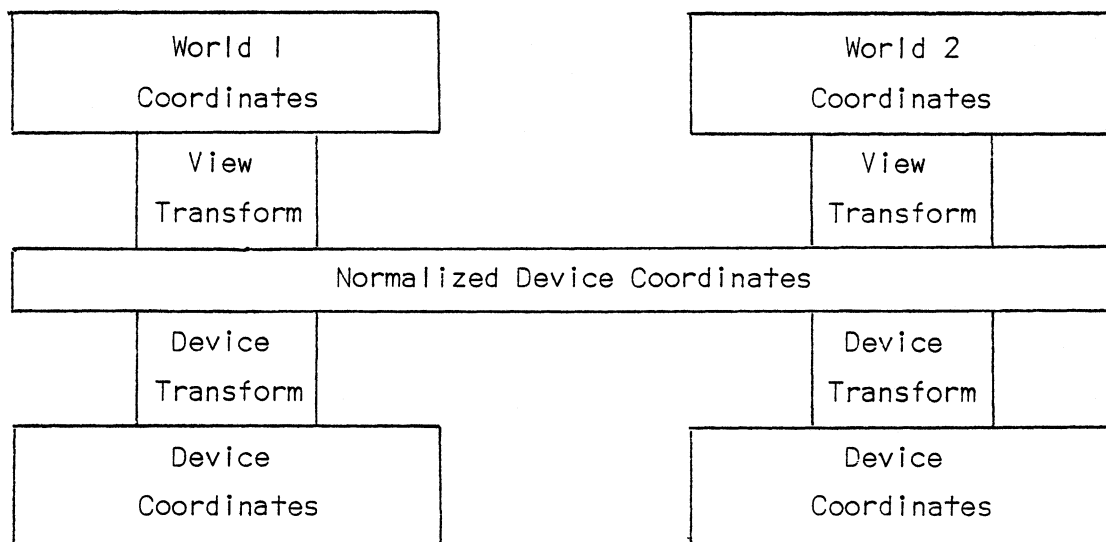 World 1
Coordinates
World 2
Coordinates
View
Transform
View
Transform
Normalized Device Coordinates
Device
Transform
Device
Transform
Device
Coordinates
Device
Coordinates